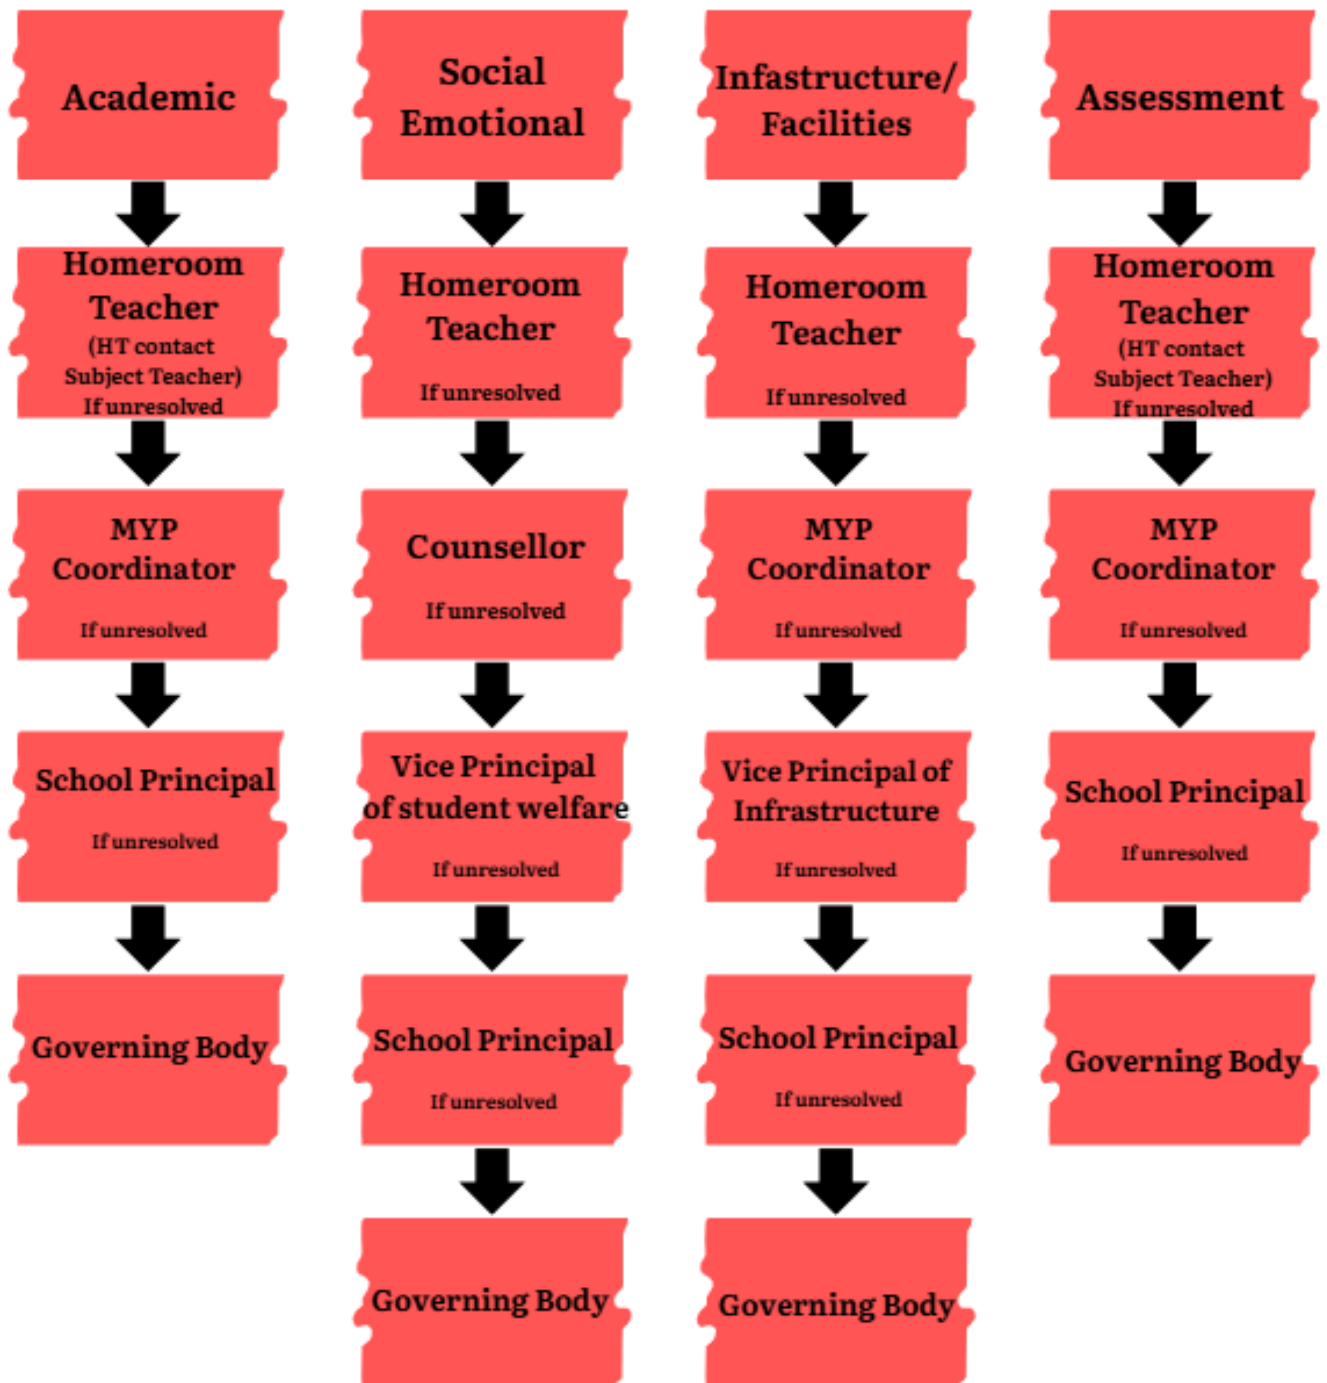 Academic
Homeroom
Teacher
(HT contact
Subject Teacher)
If unresolved
MYP
Coordinator
If unresolved
School Principal
If unresolved
Governing Body
Social
Emotional
Homeroom
Teacher
If unresolved
Counsellor
If unresolved
Vice Principal
of student welfare
If unresolved
School Principal
If unresolved
Governing Body
Infastructure/
Facilities
Homeroom
Teacher
If unresolved
MYP
Coordinator
If unresolved
Vice Principal of
Infrastructure
If unresolved
School Principal
If unresolved
Governing Body
Assessment
Homeroom
Teacher
(HT contact
Subject Teacher)
If unresolved
MYP
Coordinator
If unresolved
School Principal
If unresolved
Governing Body